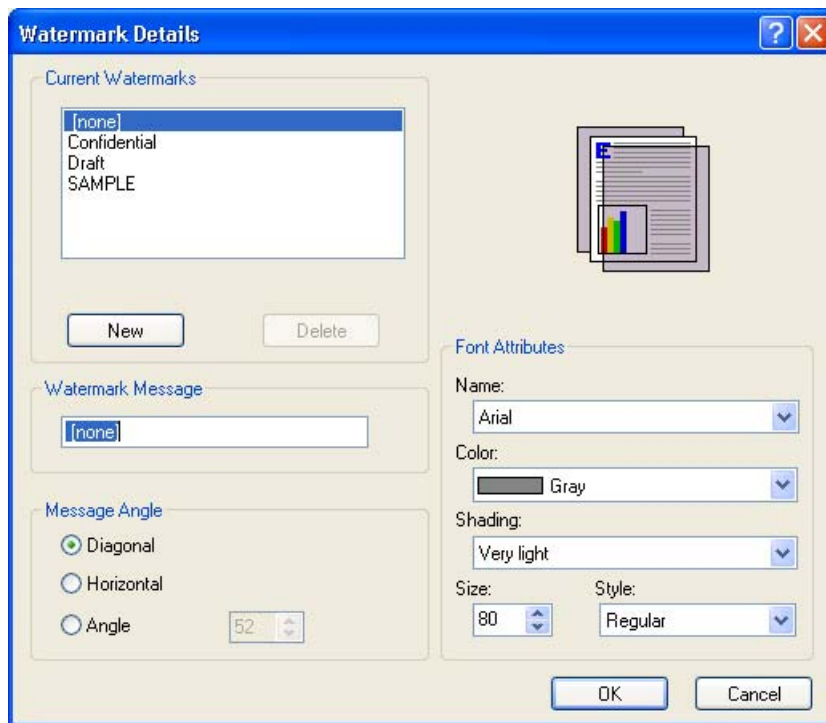 Watermark Details
Current Watermarks
[none]
Confidential
Draft
SAMPLE
New Delete
Watermark Message
[none]
Message Angle
Diagonal
Horizontal
Angle 52
E
Font Attributes
Name:
Arial
Color:
Gray
Shading:
Very light
Size: Style:
80 Regular
OK Cancel